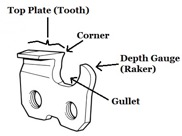 Top Plate (Tooth)
Corner
Depth Gauge
(Raker)
Gullet